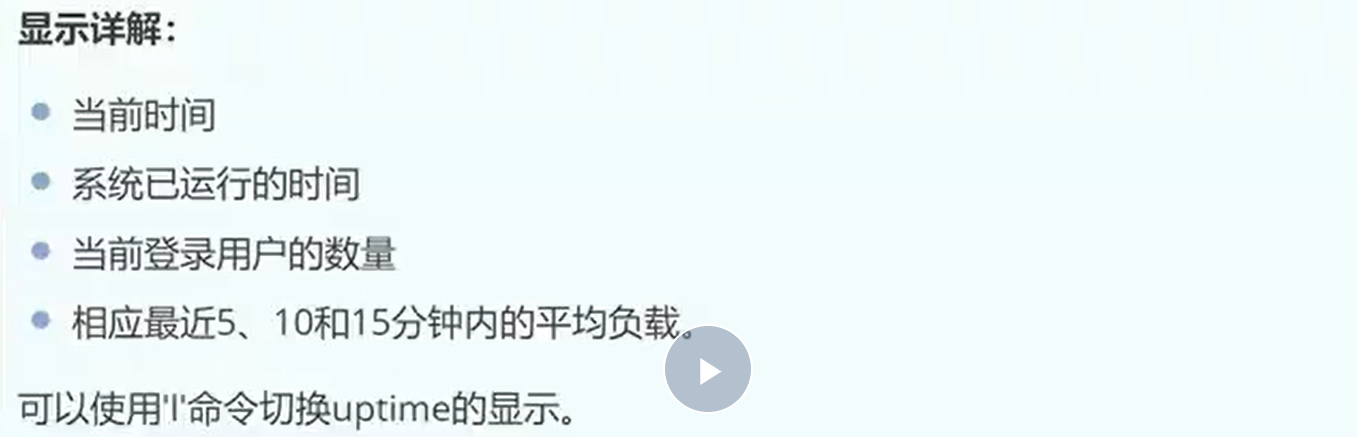 显示详解：
当前时间
系统已运行的时间
当前登录用户的数量
相应最近5、10和15分钟内的平均负载。
可以使用'l'命令切换uptime的显示。